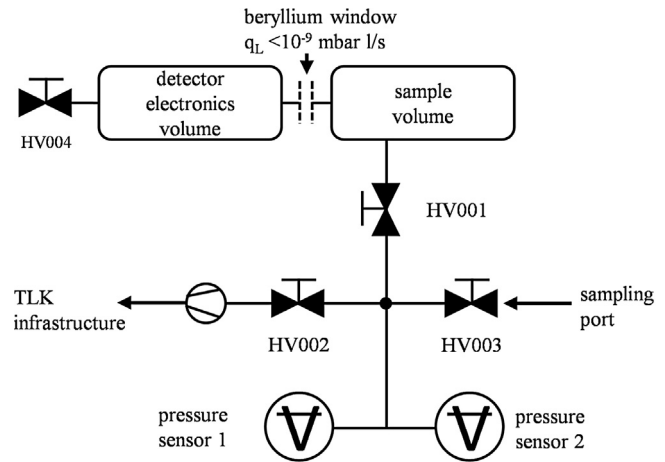 beryllium window
qL <10-9 mbar l/s
detector
electronics
volume
sample
volume
HV004
HV001
TLK
infrastructure
sampling
port
HV002
HV003
pressure
sensor 1
pressure
sensor 2